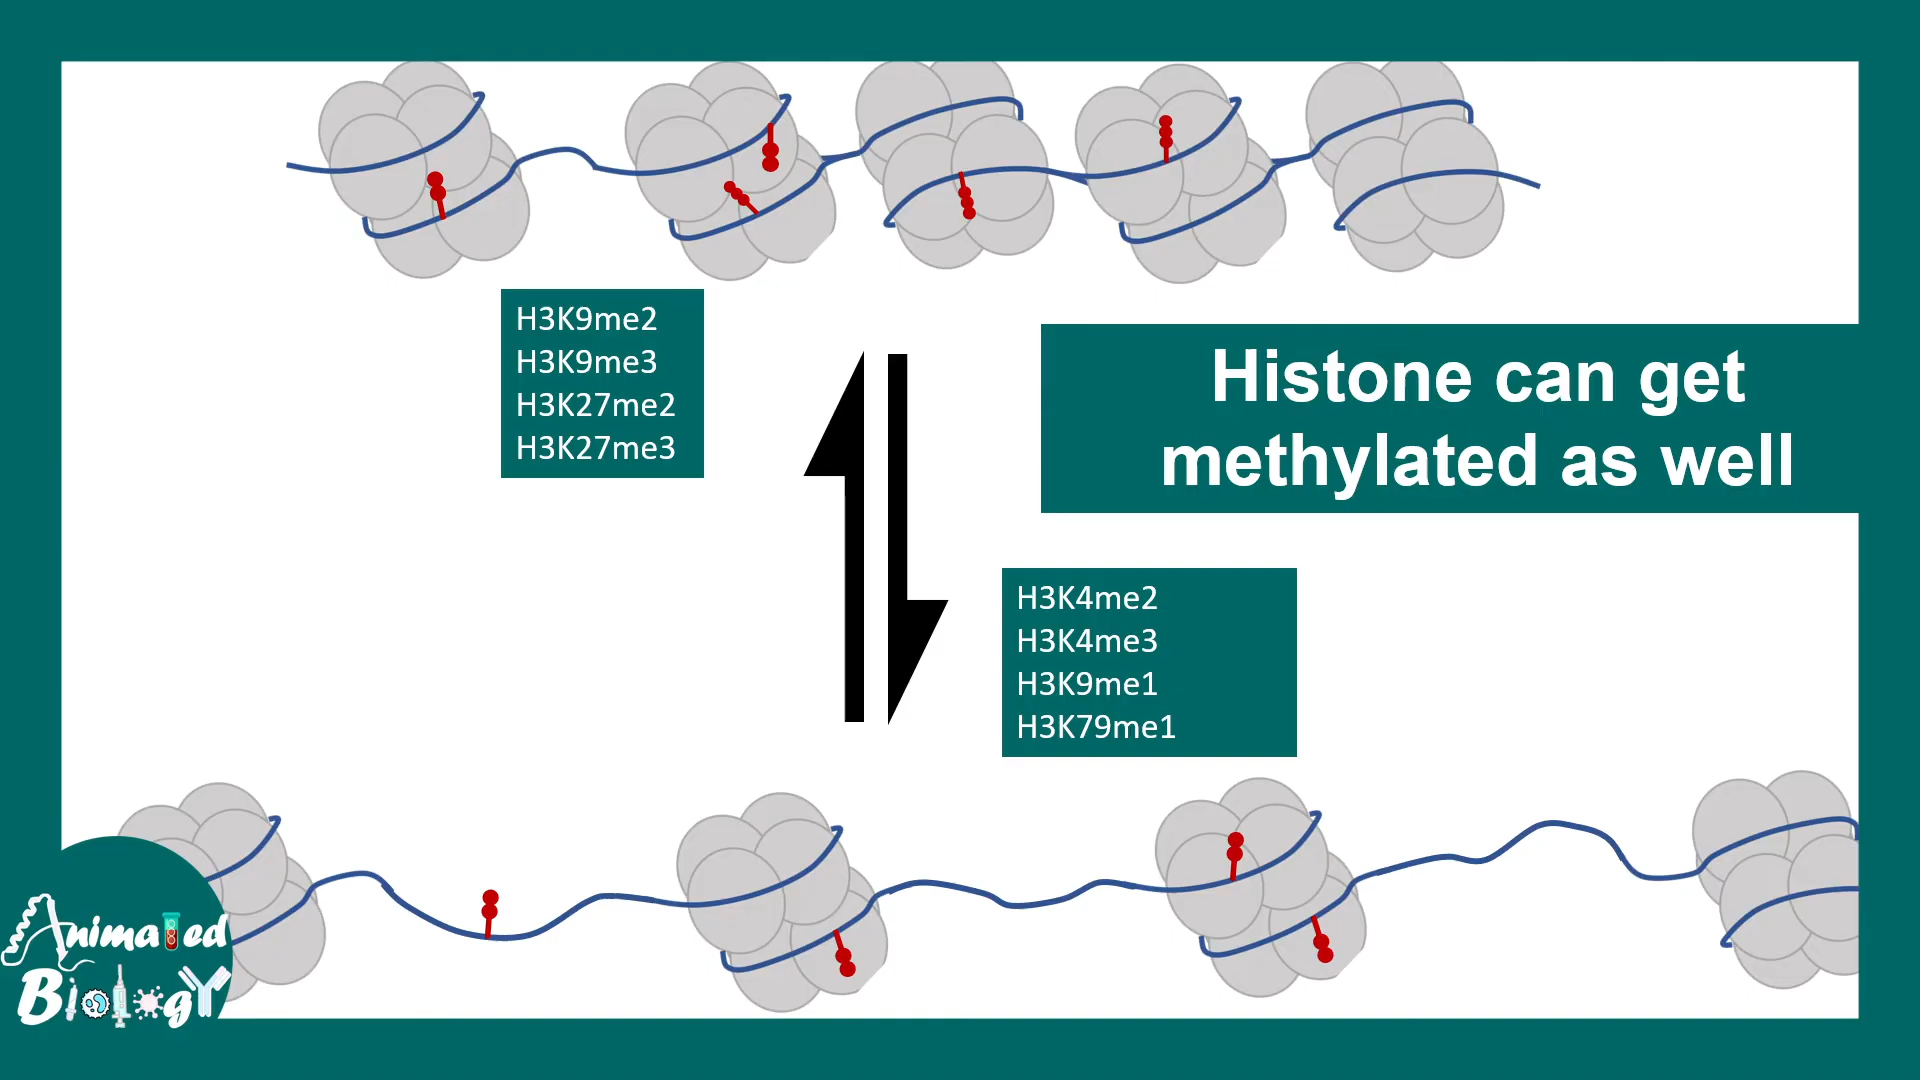 H3K9me2
H3K9me3
H3K27me2
H3K27me3
Histone can get
methylated as well
H3K4me2
H3K4me3
H3K9me1
H3K79me1
Animated
Biology